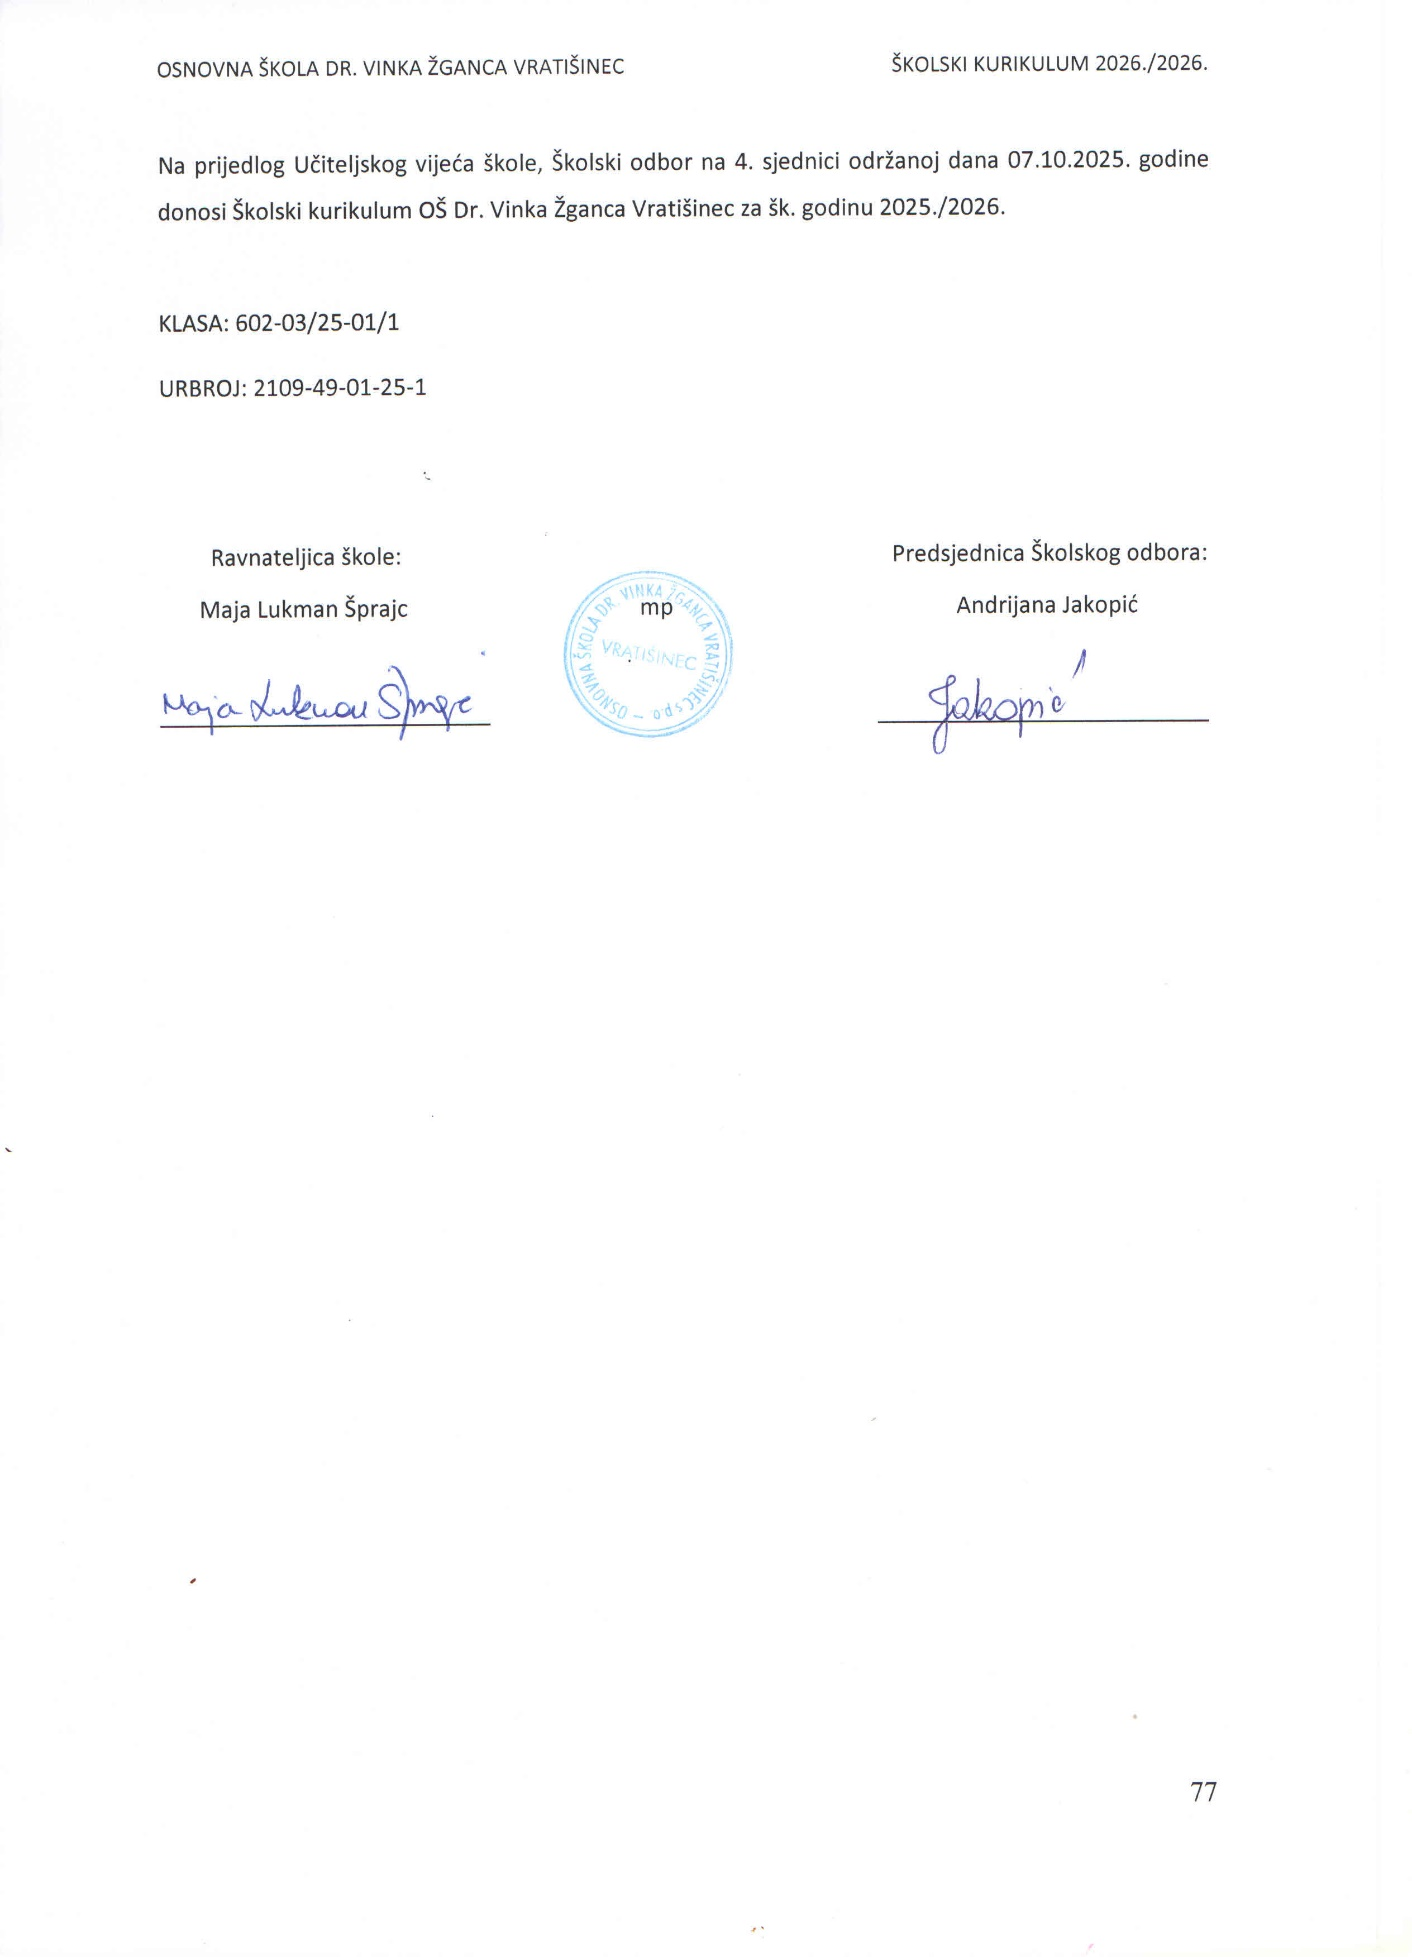 OSNOVNA ŠKOLA DR. VINKA ŽGANCA VRATIŠINEC ŠKOLSKI KURIKULUM 2026./2026.
Na prijedlog Učiteljskog vijeća škole, Školski odbor na 4. sjednici održanoj dana 07.10.2025. godine
donosi Školski kurikulum OŠ Dr. Vinka Žganca Vratišinec za šk. godinu 2025./2026.
KLASA: 602-03/25-01/1
URBROJ: 2109-49-01-25-1
Ravnateljica škole: Predsjednica Školskog odbora:
Maja Lukman Šprajc mp Andrijana Jakopić
OSNOVNA ŠKOLA DR. VINKA ŽGANCA VRATIŠINEC s p.o. –
VRATIŠINEC
Maja Lukman Šprajc Jakopić
77